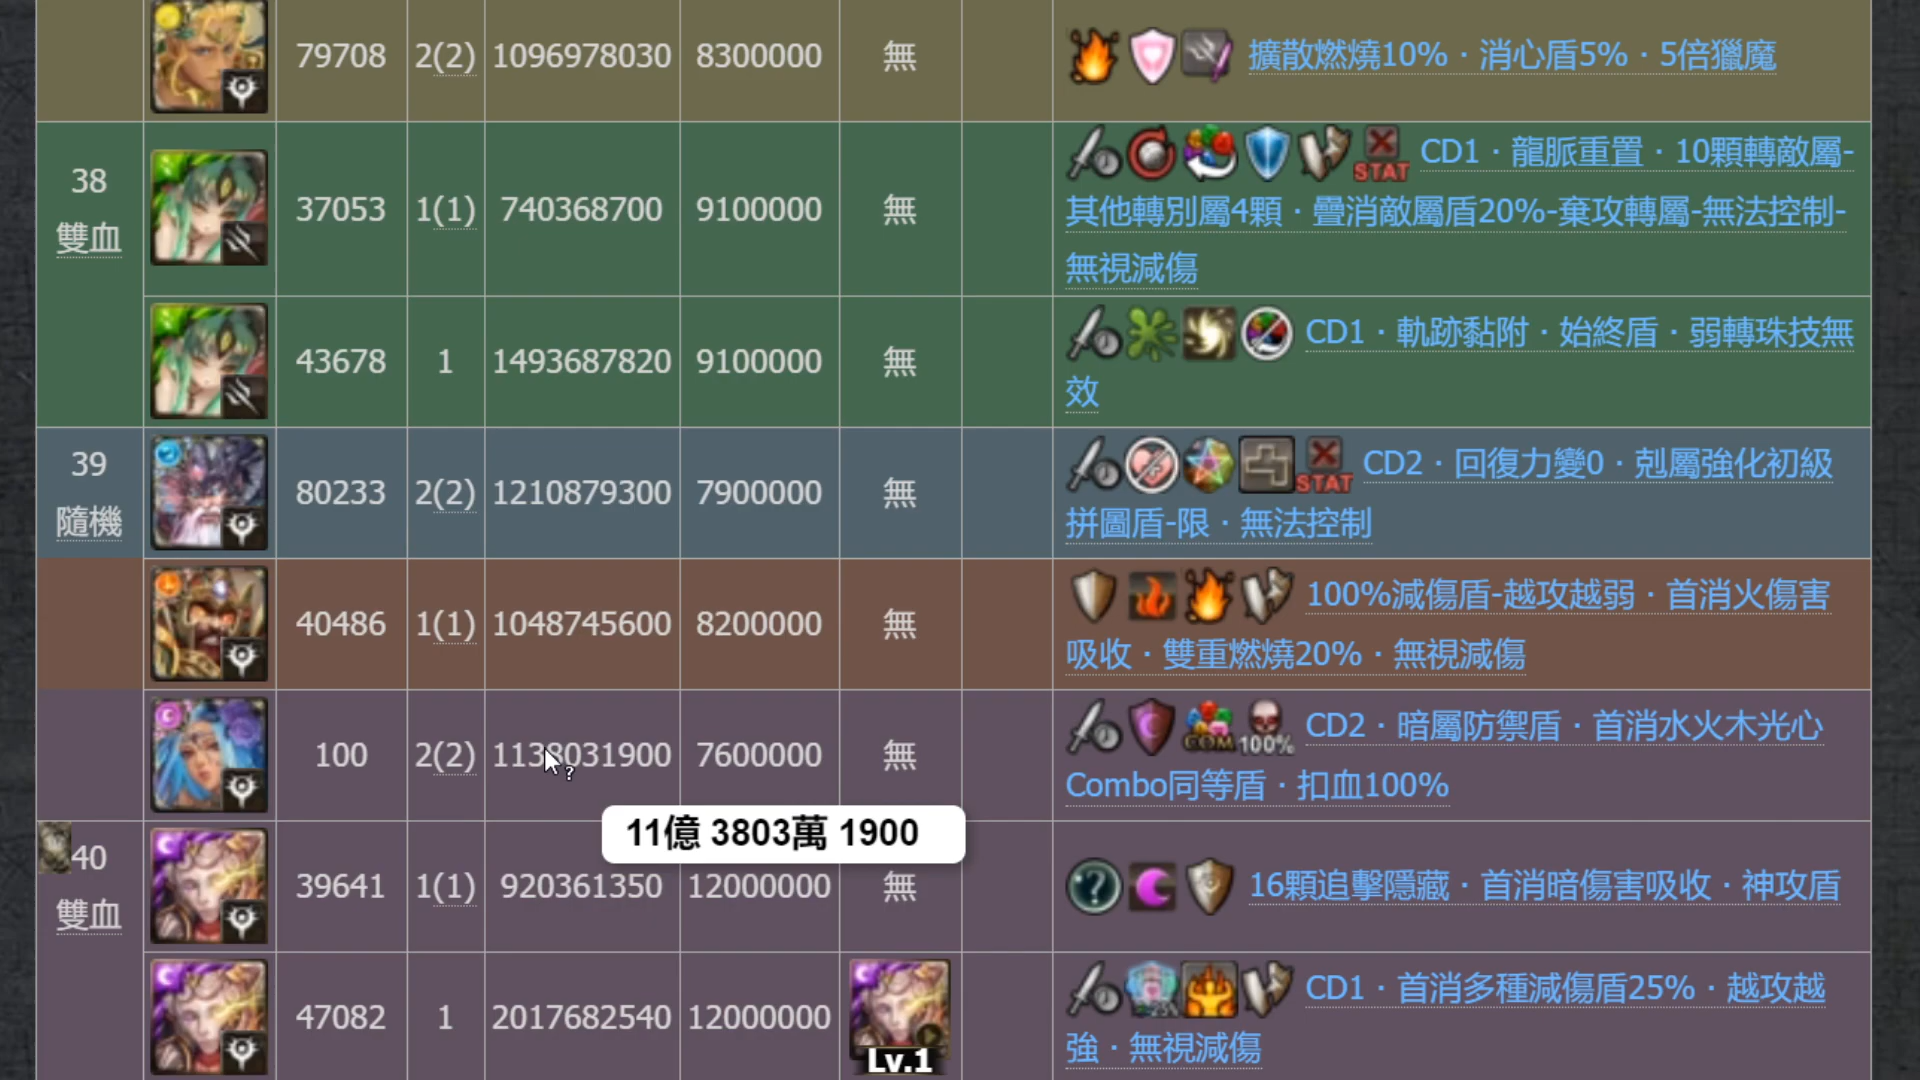 79708 2(2) 1096978030 8300000 無 擴散燃燒10%．消心盾5%．5倍獵魔
38
雙血
37053 1(1) 740368700 9100000 無 STAT CD1．龍脈重置．10顆轉敵屬-
其他轉別屬4顆．疊消敵屬盾20%-棄攻轉屬-無法控制-
無視減傷
43678 1 1493687820 9100000 無 CD1．軌跡黏附．始終盾．弱轉珠技無
效
39
隨機
80233 2(2) 1210879300 7900000 無 STAT CD2．回復力變0．剋屬強化初級
拼圖盾-限．無法控制
40486 1(1) 1048745600 8200000 無 100%減傷盾-越攻越弱．首消火傷害
吸收．雙重燃燒20%．無視減傷
100 2(2) 1138031900 7600000 無 COM 100% CD2．暗屬防禦盾．首消水火木光心
Combo同等盾．扣血100%
11億 3803萬 1900
40
雙血
39641 1(1) 920361350 12000000 無 ? 16顆追擊隱藏．首消暗傷害吸收．神攻盾
47082 1 2017682540 12000000 Lv.1 25% CD1．首消多種減傷盾25%．越攻越
強．無視減傷